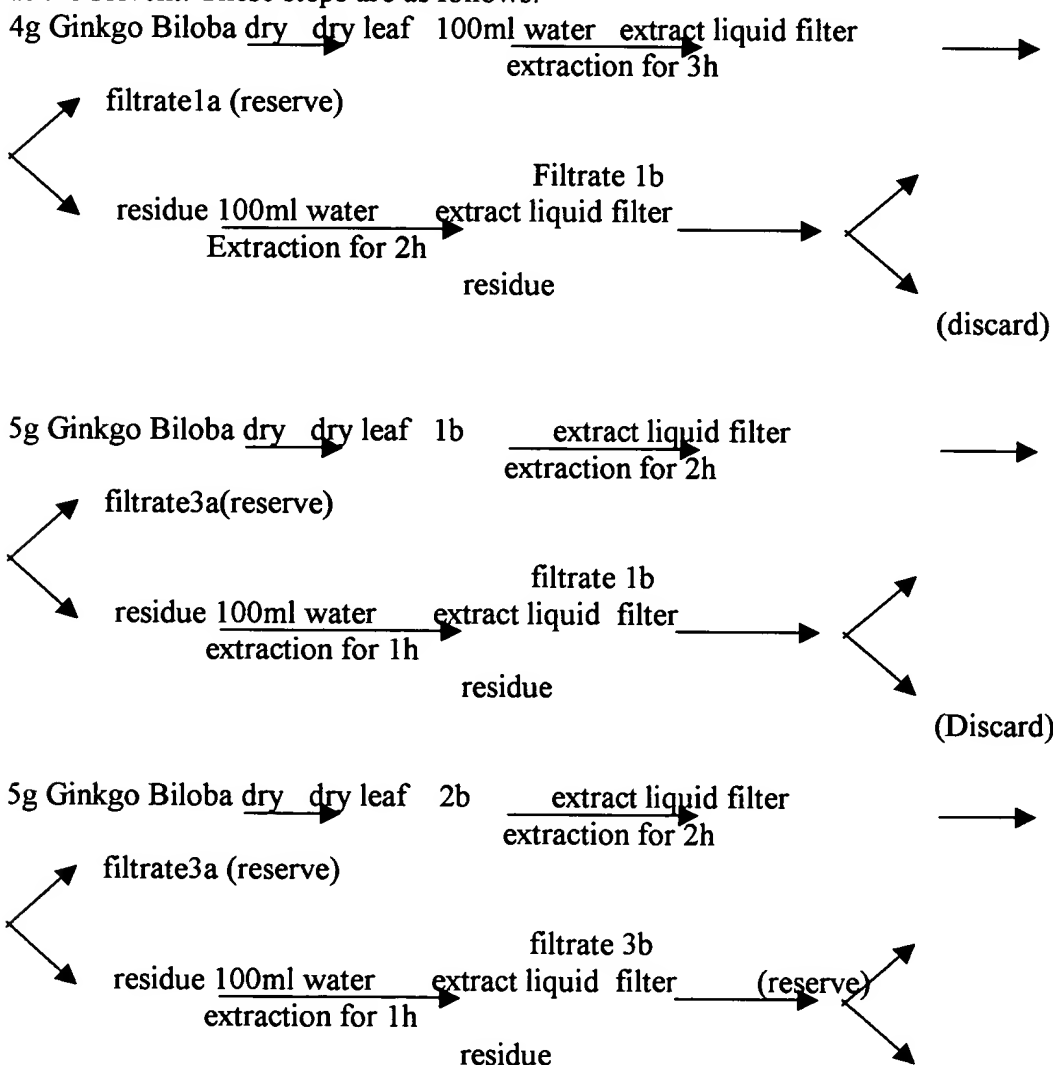 4g Ginkgo Biloba dry dry leaf 100ml water extract liquid filter
extraction for 3h
filtrate1a (reserve)
Filtrate 1b
residue 100ml water extract liquid filter
Extraction for 2h
residue
(discard)
5g Ginkgo Biloba dry dry leaf 1b extract liquid filter
extraction for 2h
filtrate3a(reserve)
filtrate 1b
residue 100ml water extract liquid filter
extraction for 1h
residue
(Discard)
5g Ginkgo Biloba dry dry leaf 2b extract liquid filter
extraction for 2h
filtrate3a (reserve)
filtrate 3b
residue 100ml water extract liquid filter (reserve)
extraction for 1h
residue